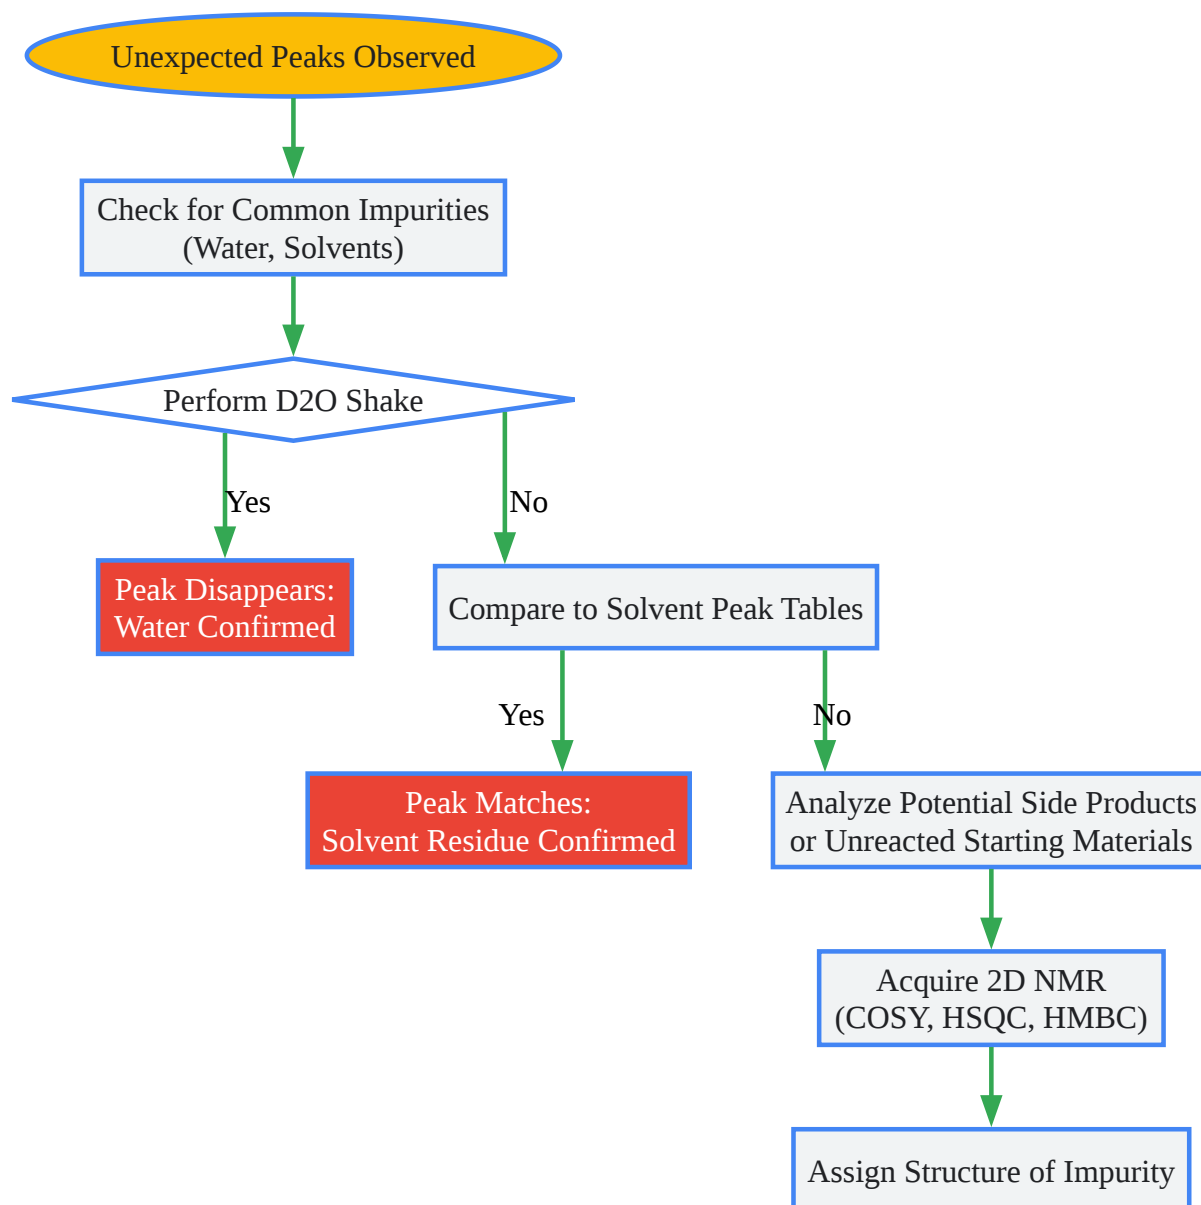 Unexpected Peaks Observed
Check for Common Impurities
(Water, Solvents)
Perform D2O Shake
Yes
No
Peak Disappears:
Water Confirmed
Compare to Solvent Peak Tables
Yes
No
Peak Matches:
Solvent Residue Confirmed
Analyze Potential Side Products
or Unreacted Starting Materials
Acquire 2D NMR
(COSY, HSQC, HMBC)
Assign Structure of Impurity